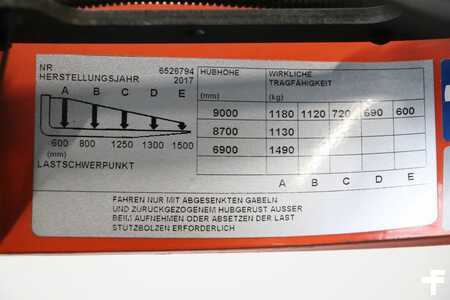 NR 6526794
HERSTELLUNGSJAHR 2017
A B C D E
600 800 1250 1300 1500
(mm)
LASTSCHWERPUNKT
HUBHÖHE WIRKLICHE TRAGFÄHIGKEIT
(mm) (kg)
9000 1180 1120 720 690 600
8700 1130
6900 1490
A B C D E
FAHREN NUR MIT ABGESENKTEN GABELN
UND ZURÜCKGEZOGENEM HUBGERÜST AUSSER
BEIM AUFNEHMEN ODER ABSETZEN DER LAST
STUTZBOLZEN ERFORDERLICH